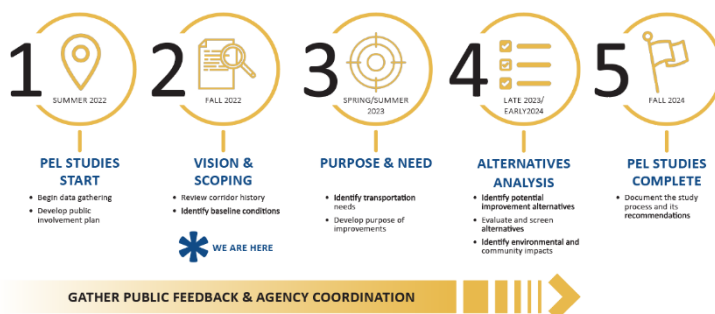 1
SUMMER 2022
PEL STUDIES
START
• Begin data gathering
• Develop public
involvement plan
2
FALL 2022
VISION &
SCOPING
• Review corridor history
• Identify baseline conditions
WE ARE HERE
3
SPRING/SUMMER
2023
PURPOSE & NEED
• Identify transportation
needs
• Develop purpose of
improvements
4
LATE 2023/
EARLY2024
ALTERNATIVES
ANALYSIS
• Identify potential
improvement alternatives
• Evaluate and screen
alternatives
• Identify environmental and
community impacts
5
FALL 2024
PEL STUDIES
COMPLETE
• Document the study
process and its
recommendations
GATHER PUBLIC FEEDBACK & AGENCY COORDINATION